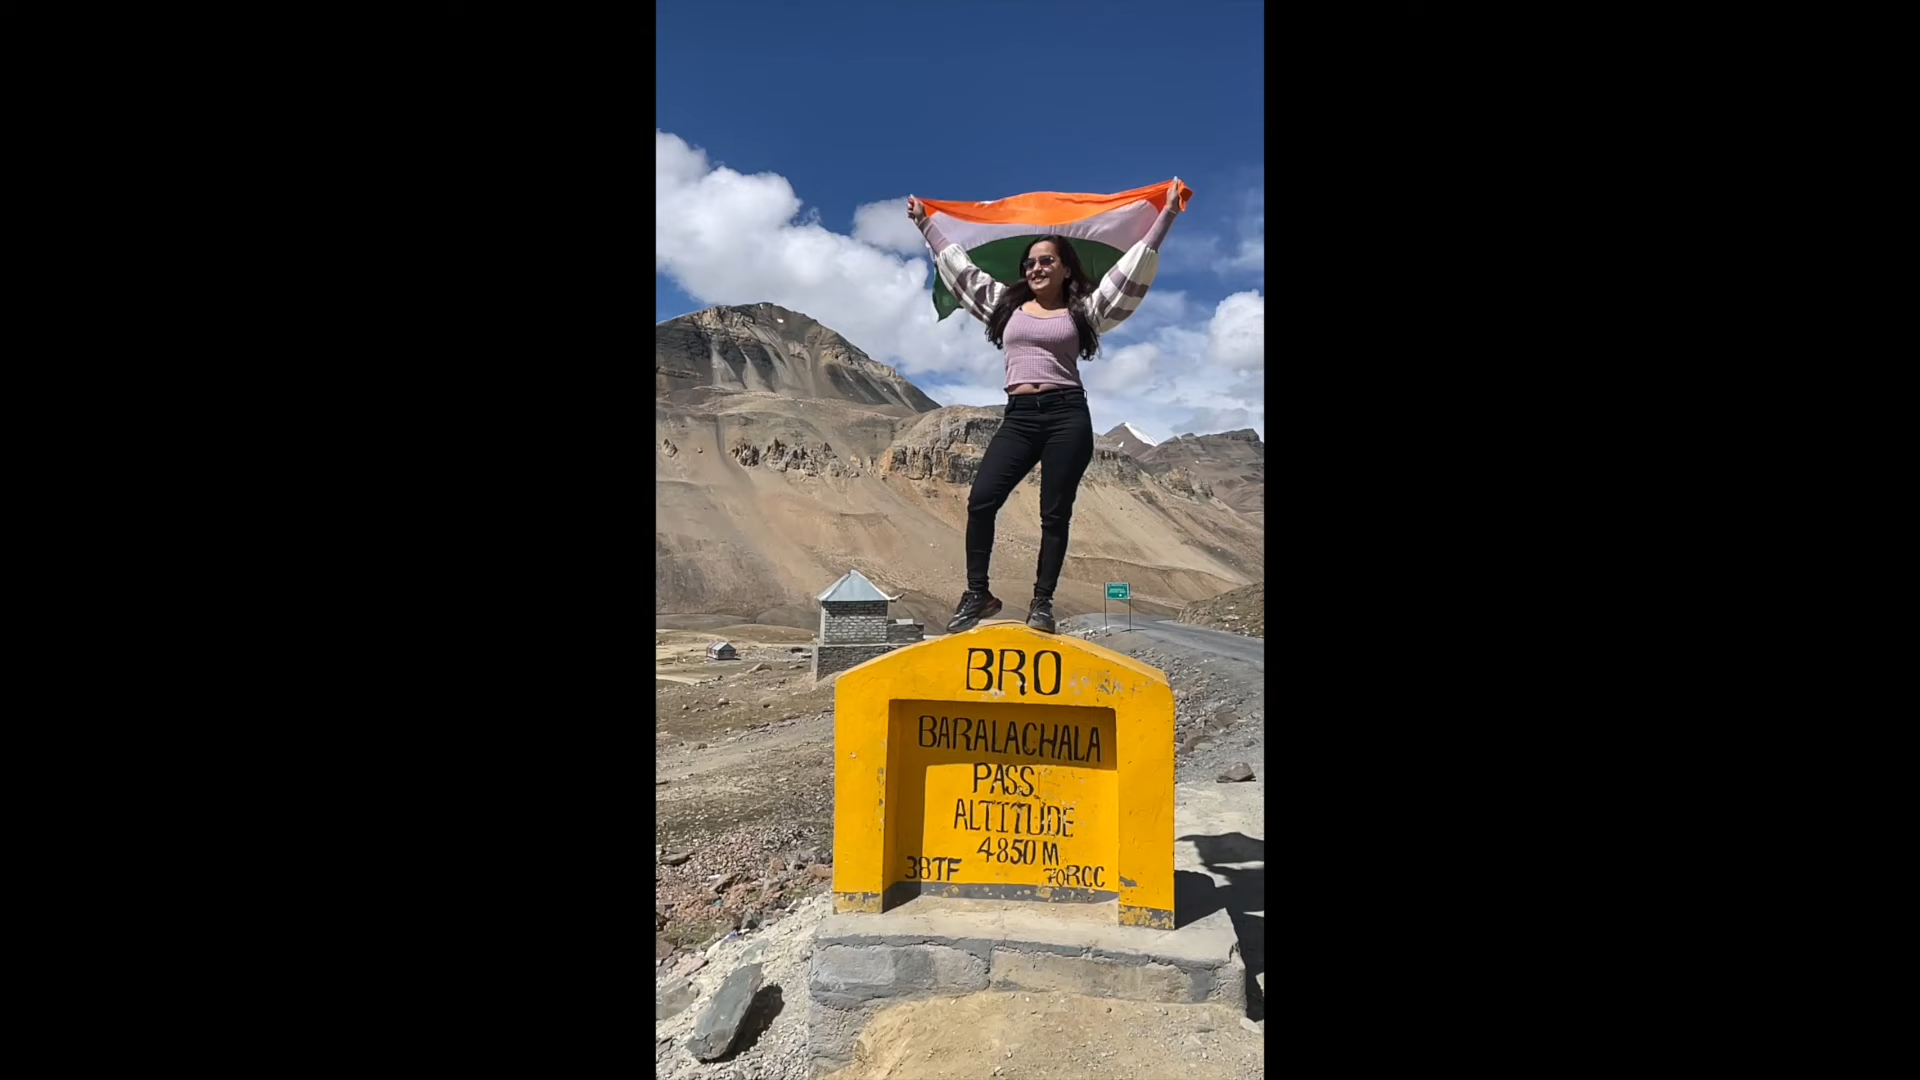 BRO
BARALACHALA
PASS
ALTITUDE
4850 M
38TF 70RCC